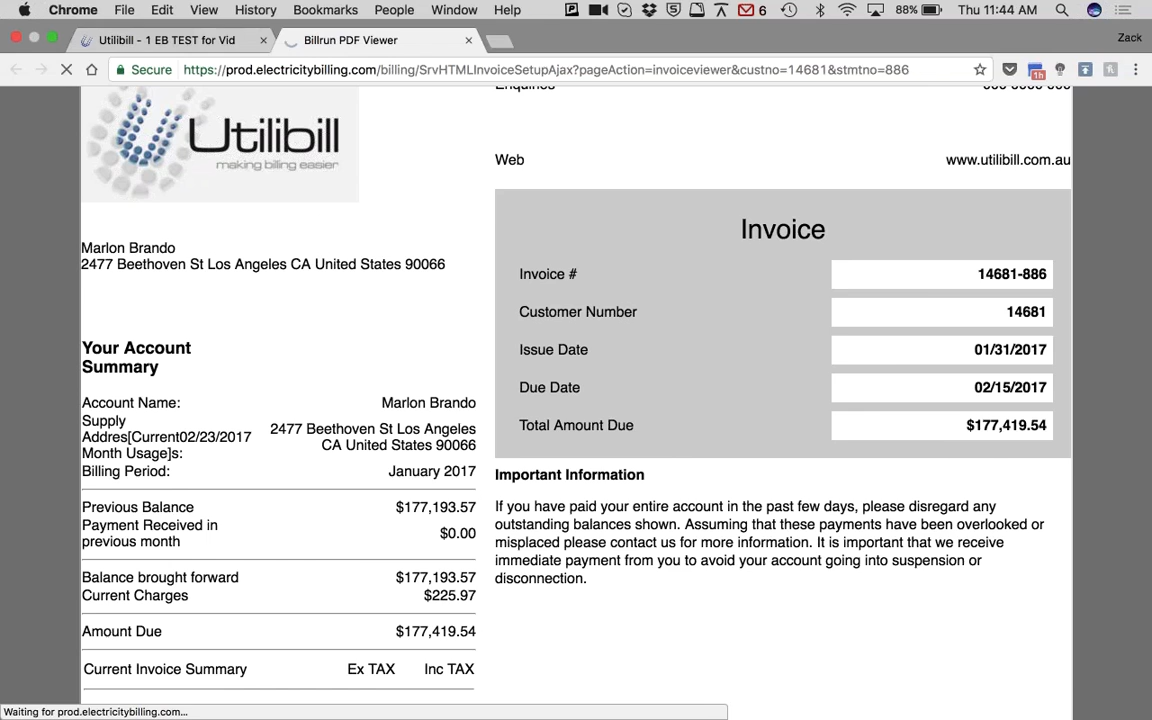 Chrome File Edit View History Bookmarks People Window Help 6 88% Thu 11:44 AM
Utilibill - 1 EB TEST for Vid × Billrun PDF Viewer × Zack
Secure https://prod.electricitybilling.com/billing/SrvHTMLInvoiceSetupAjax?pageAction=invoiceviewer&custno=14681&stmtno=886
1h
Utilibill
making billing easier
Web www.utilibill.com.au
Invoice
Invoice # 14681-886
Customer Number 14681
Issue Date 01/31/2017
Due Date 02/15/2017
Total Amount Due $177,419.54
Marlon Brando
2477 Beethoven St Los Angeles CA United States 90066
Your Account
Summary
Account Name: Marlon Brando
Supply
Addres[Current02/23/2017
Month Usage]s:
2477 Beethoven St Los Angeles
CA United States 90066
Billing Period: January 2017
Previous Balance $177,193.57
Payment Received in
previous month $0.00
Balance brought forward $177,193.57
Current Charges $225.97
Amount Due $177,419.54
Current Invoice Summary Ex TAX Inc TAX
Important Information
If you have paid your entire account in the past few days, please disregard any
outstanding balances shown. Assuming that these payments have been overlooked or
misplaced please contact us for more information. It is important that we receive
immediate payment from you to avoid your account going into suspension or
disconnection.
Waiting for prod.electricitybilling.com...